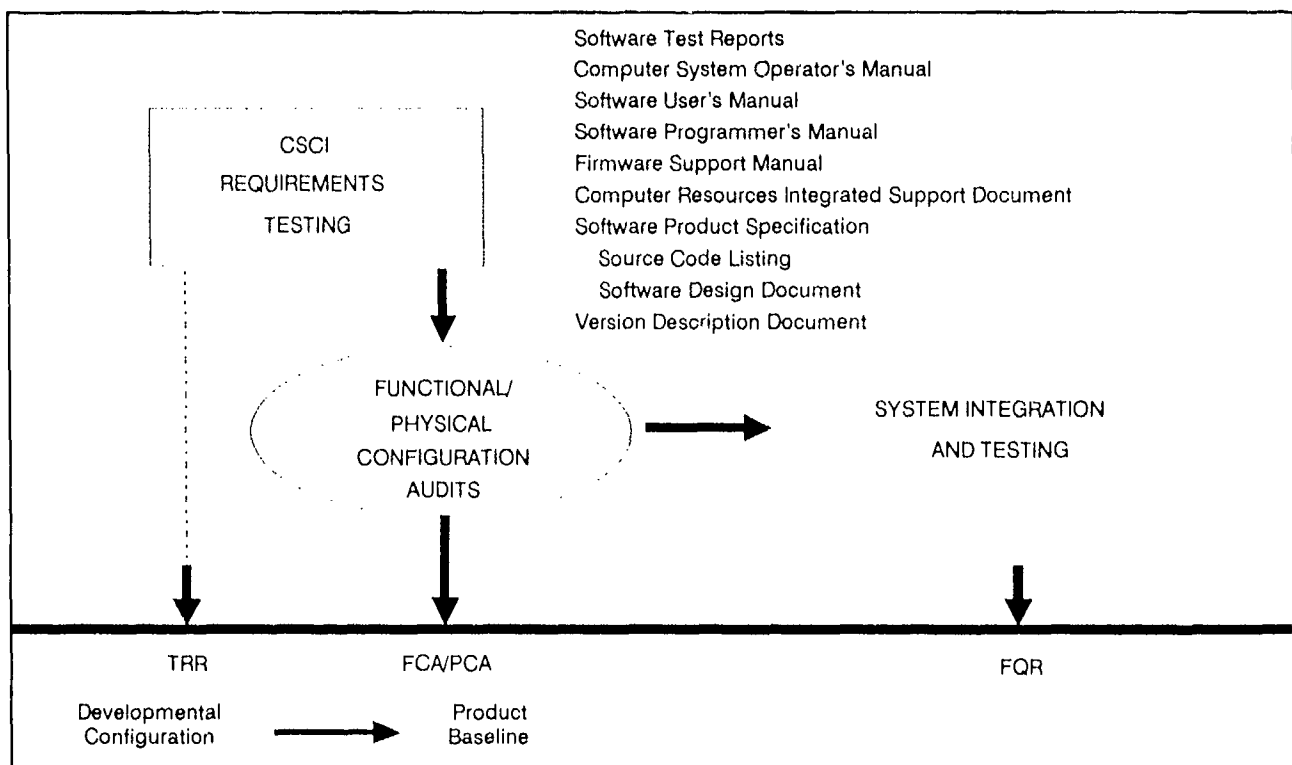 Software Test Reports
Computer System Operator's Manual
Software User's Manual
Software Programmer's Manual
Firmware Support Manual
Computer Resources Integrated Support Document
Software Product Specification
Source Code Listing
Software Design Document
Version Description Document
CSCI
REQUIREMENTS
TESTING
FUNCTIONAL/
PHYSICAL
CONFIGURATION
AUDITS
SYSTEM INTEGRATION
AND TESTING
TRR
FCA/PCA
FQR
Developmental
Configuration
Product
Baseline